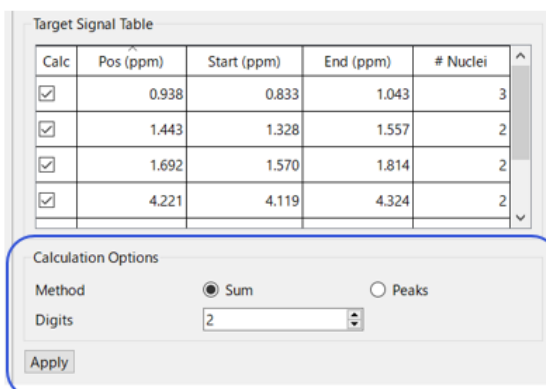 Target Signal Table
Calc Pos (ppm) Start (ppm) End (ppm) # Nuclei
0.938 0.833 1.043 3
1.443 1.328 1.557 2
1.692 1.570 1.814 2
4.221 4.119 4.324 2
Calculation Options
Method Sum Peaks
Digits 2
Apply